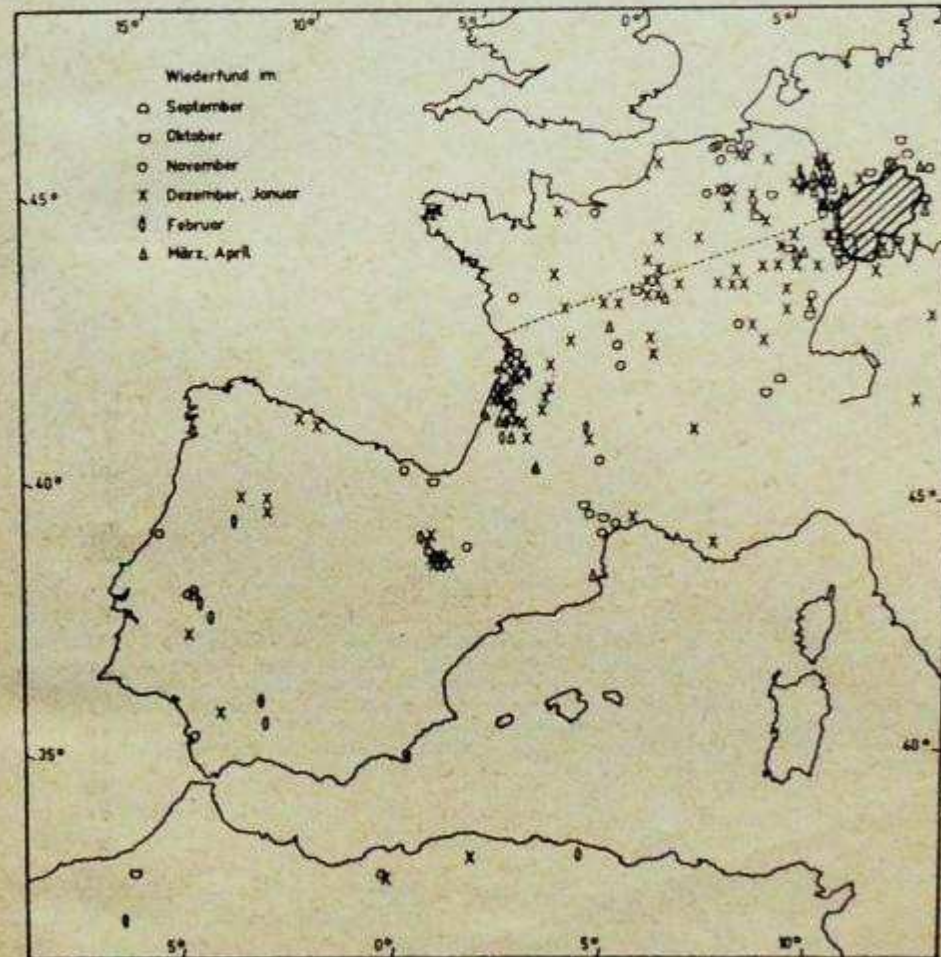 15° 10° 5° 0° 5°
Wiederfund im
September
Oktober
November
Dezember, Januar
Februar
März, April
45°
40° 45°
35° 40°
5° 0° 5° 10°